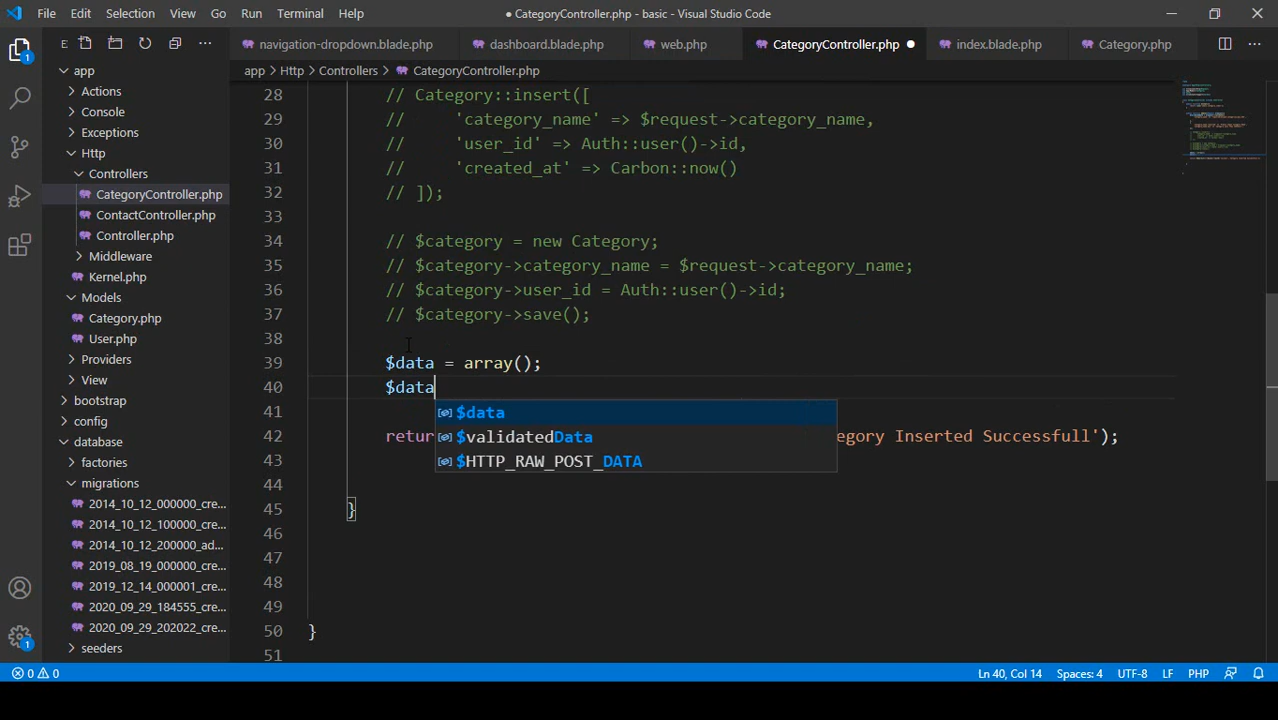 File Edit Selection View Go Run Terminal Help
● CategoryController.php - basic - Visual Studio Code
E
navigation-dropdown.blade.php dashboard.blade.php web.php CategoryController.php ● index.blade.php Category.php
app > Http > Controllers > CategoryController.php
app
Actions
Console
Exceptions
Http
Controllers
CategoryController.php
ContactController.php
Controller.php
Middleware
Kernel.php
Models
Category.php
User.php
Providers
View
bootstrap
config
database
factories
migrations
2014_10_12_000000_cre...
2014_10_12_100000_cre...
2014_10_12_200000_ad...
2019_08_19_000000_cre...
2019_12_14_000001_cre...
2020_09_29_184555_cre...
2020_09_29_202022_cre...
seeders
1
1
28 // Category::insert([
29 //     'category_name' => $request->category_name,
30 //     'user_id' => Auth::user()->id,
31 //     'created_at' => Carbon::now()
32 // ]);
33
34 // $category = new Category;
35 // $category->category_name = $request->category_name;
36 // $category->user_id = Auth::user()->id;
37 // $category->save();
38
39 $data = array();
40 $data
$data
$validatedData
$HTTP_RAW_POST_DATA
41
42 retur egory Inserted Successfull');
43
44
45 }
46
47
48
49
50 }
51
0 0 Ln 40, Col 14 Spaces: 4 UTF-8 LF PHP